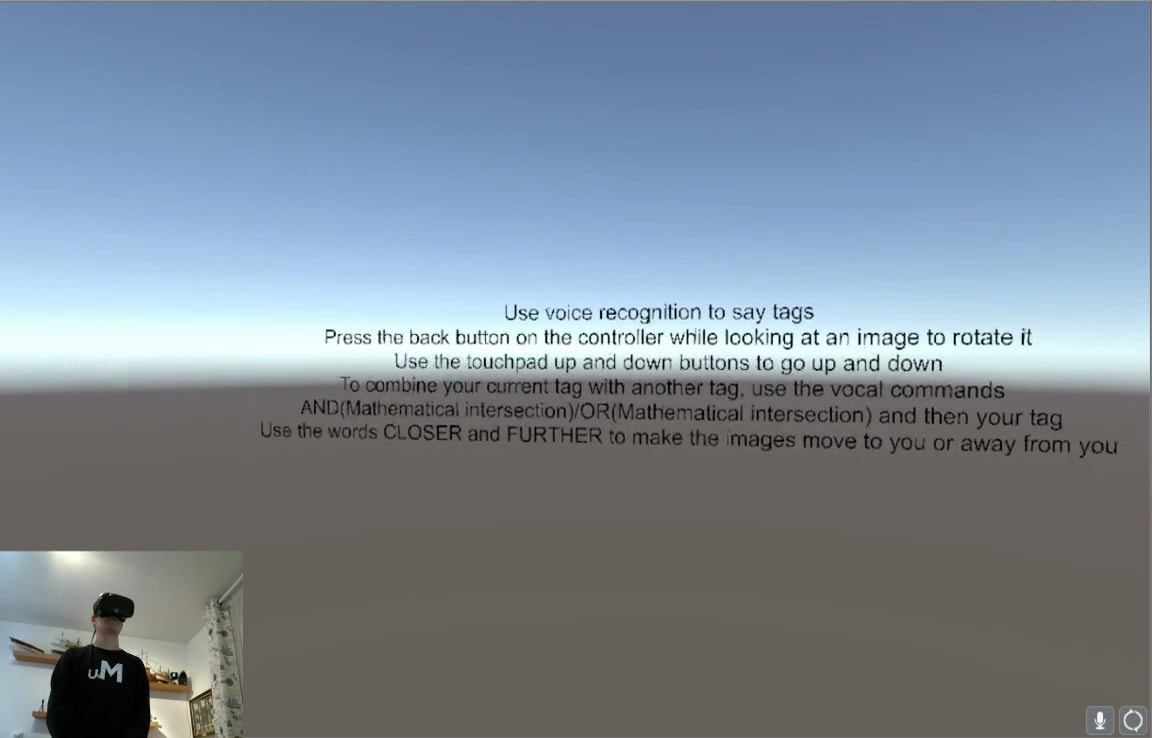 Use voice recognition to say tags
Press the back button on the controller while looking at an image to rotate it
Use the touchpad up and down buttons to go up and down
To combine your current tag with another tag, use the vocal commands
AND(Mathematical intersection)/OR(Mathematical intersection) and then your tag
Use the words CLOSER and FURTHER to make the images move to you or away from you
uM